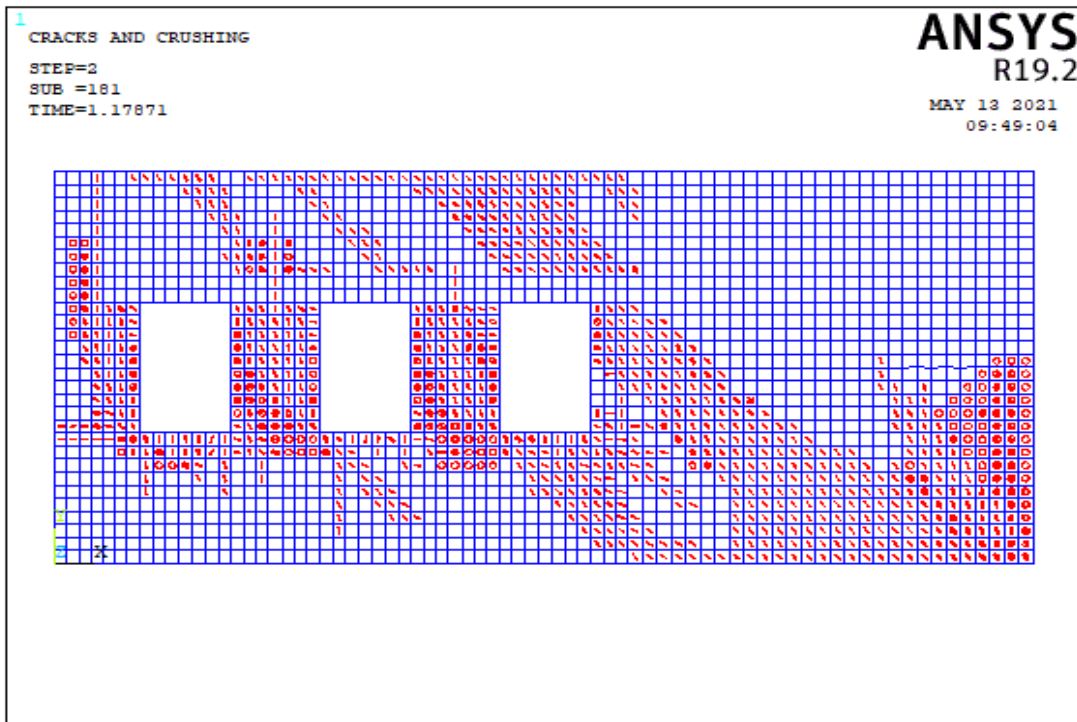 1
CRACKS AND CRUSHING
STEP=2
SUB =181
TIME=1.17871
ANSYS
R19.2
MAY 13 2021
09:49:04
Y
Z X